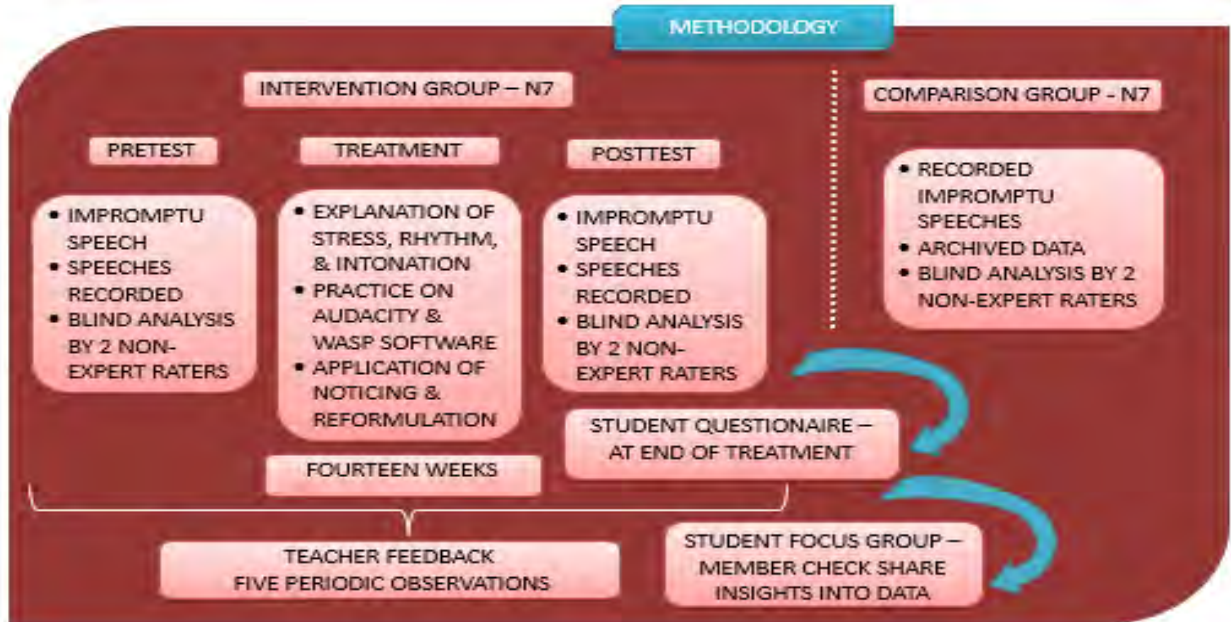 METHODOLOGY
INTERVENTION GROUP – N7
PRETEST
• IMPROMPTU
SPEECH
• SPEECHES
RECORDED
• BLIND ANALYSIS
BY 2 NON-
EXPERT RATERS
TREATMENT
• EXPLANATION OF
STRESS, RHYTHM,
& INTONATION
• PRACTICE ON
AUDACITY &
WASP SOFTWARE
• APPLICATION OF
NOTICING &
REFORMULATION
POSTTEST
• IMPROMPTU
SPEECH
• SPEECHES
RECORDED
• BLIND ANALYSIS
BY 2 NON-
EXPERT RATERS
COMPARISON GROUP - N7
• RECORDED
IMPROMPTU
SPEECHES
• ARCHIVED DATA
• BLIND ANALYSIS BY 2
NON-EXPERT RATERS
STUDENT QUESTIONAIRE –
AT END OF TREATMENT
FOURTEEN WEEKS
TEACHER FEEDBACK
FIVE PERIODIC OBSERVATIONS
STUDENT FOCUS GROUP –
MEMBER CHECK SHARE
INSIGHTS INTO DATA